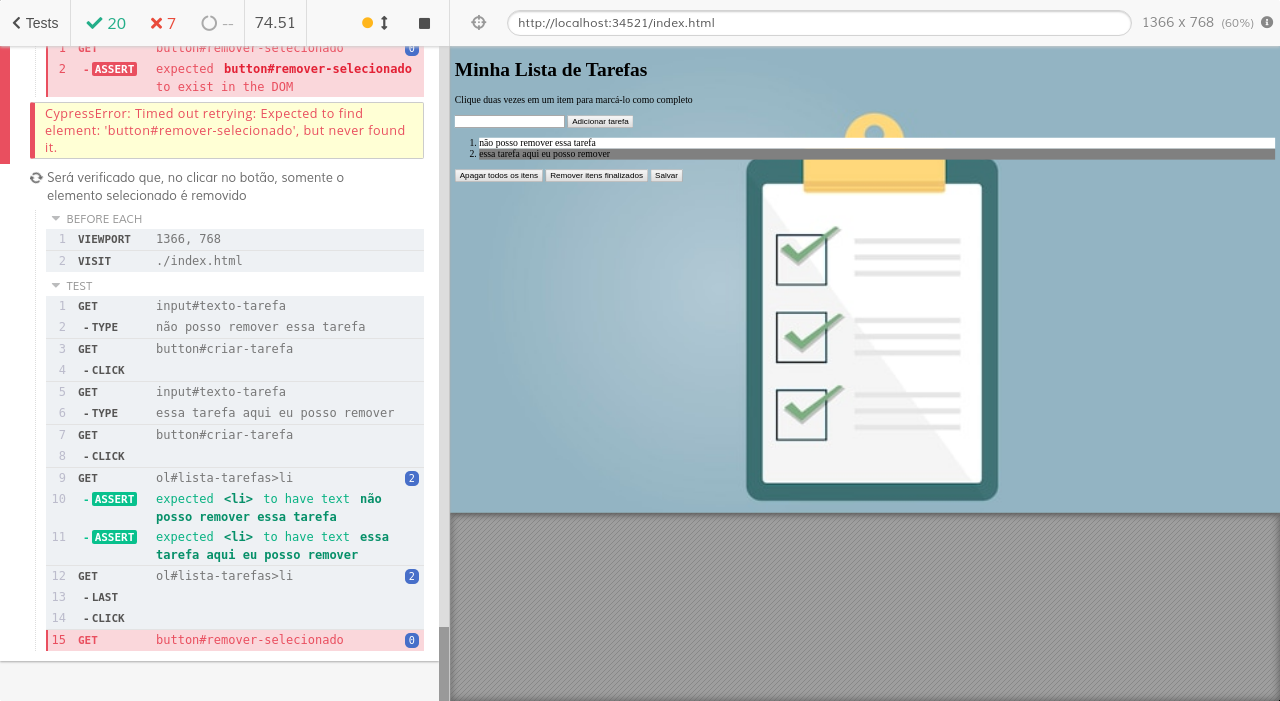 Tests 20 7 -- 74.51
http://localhost:34521/index.html 1366 x 768 (60%)
1 GET button#remover-selecionado 0
2 - ASSERT expected button#remover-selecionado
to exist in the DOM
CypressError: Timed out retrying: Expected to find
element: 'button#remover-selecionado', but never found
it.
Será verificado que, no clicar no botão, somente o
elemento selecionado é removido
BEFORE EACH
1 VIEWPORT 1366, 768
2 VISIT ./index.html
TEST
1 GET input#texto-tarefa
2 - TYPE não posso remover essa tarefa
3 GET button#criar-tarefa
4 - CLICK
5 GET input#texto-tarefa
6 - TYPE essa tarefa aqui eu posso remover
7 GET button#criar-tarefa
8 - CLICK
9 GET ol#lista-tarefas>li 2
10 - ASSERT expected <li> to have text não
posso remover essa tarefa
11 - ASSERT expected <li> to have text essa
tarefa aqui eu posso remover
12 GET ol#lista-tarefas>li 2
13 - LAST
14 - CLICK
15 GET button#remover-selecionado 0
Minha Lista de Tarefas
Clique duas vezes em um item para marcá-lo como completo
Adicionar tarefa
1. não posso remover essa tarefa
2. essa tarefa aqui eu posso remover
Apagar todos os itens Remover itens finalizados Salvar